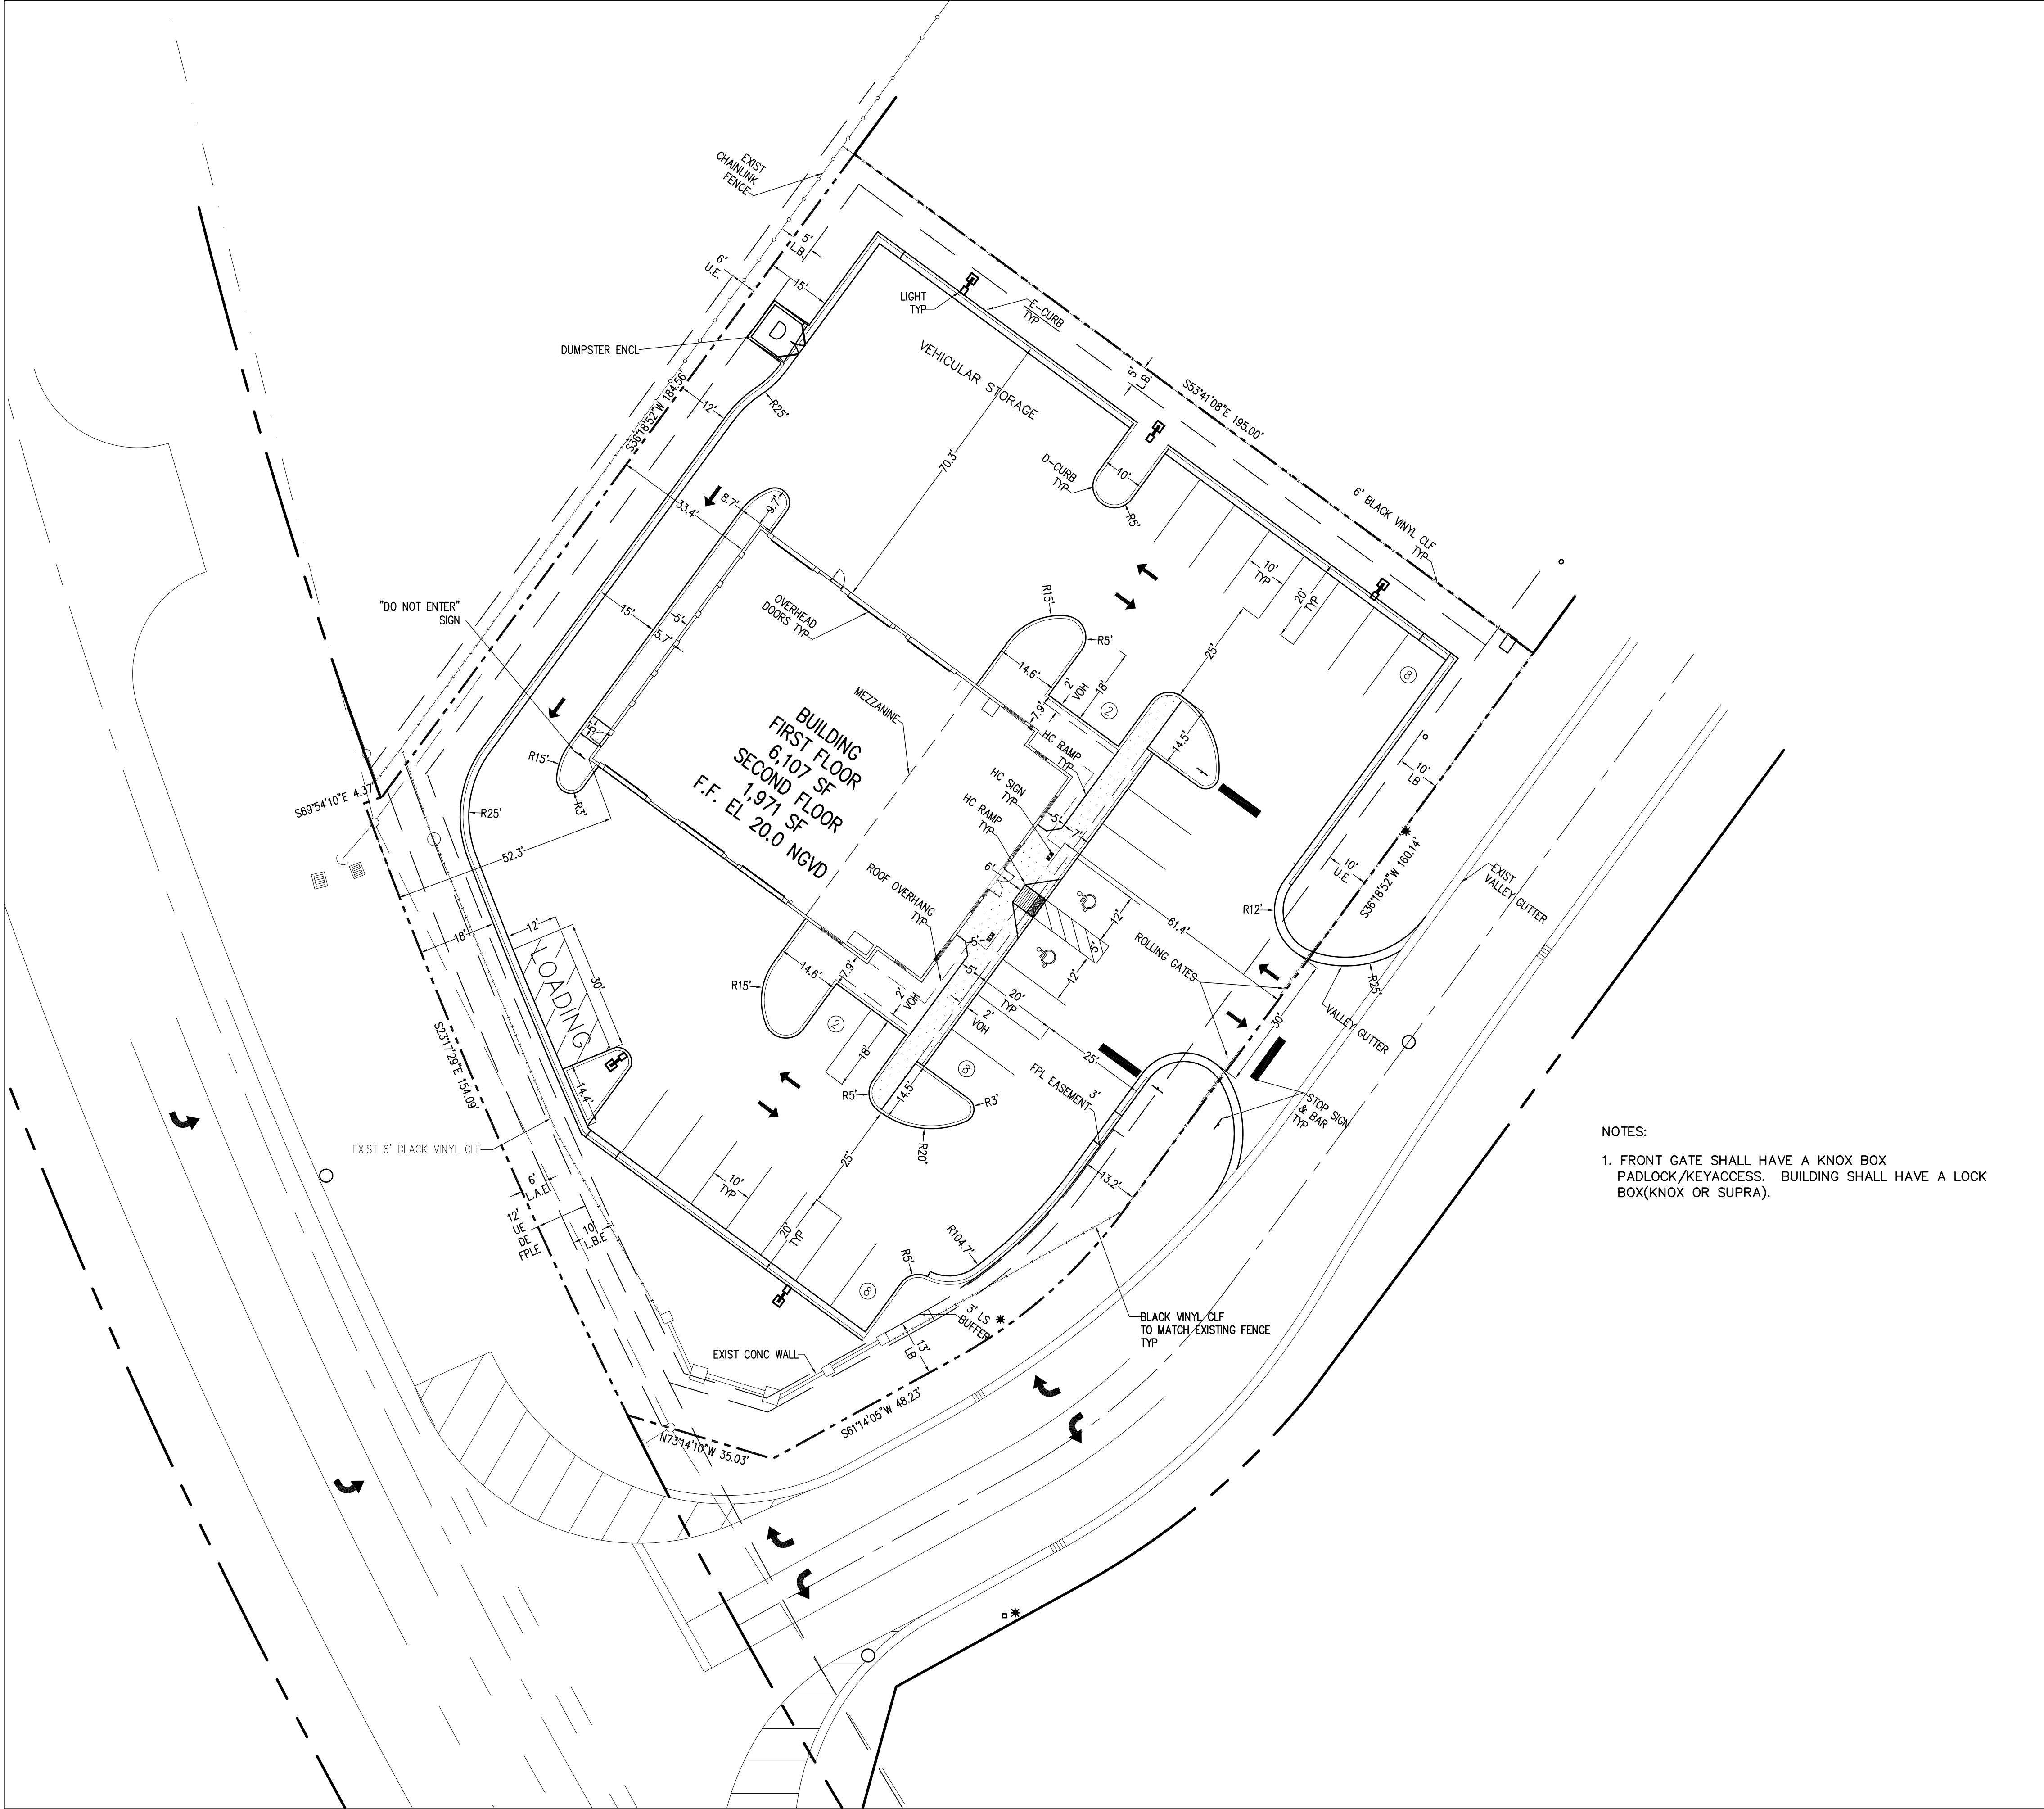 EXIST
CHAINLINK
FENCE
5'
L.B.
6'
U.E.
15'
LIGHT
TYP
E-CURB
TYP
DUMPSTER ENCL
D
VEHICULAR STORAGE
5'
L.B.
S53°41'08"E 195.00'
S36°18'52"W 184.56'
12'
R25'
70.3'
D-CURB
TYP
10'
R5'
6' BLACK VINYL CLF
TYP
33.4'
8.7'
9.7'
10'
TYP
20'
TYP
"DO NOT ENTER"
SIGN
15'
5'
5.7'
OVERHEAD
DOORS TYP
R15'
R5'
14.6'
2'
VOH
18'
7.9'
2
25'
8
MEZZANINE
BUILDING
FIRST FLOOR
6,107 SF
SECOND FLOOR
1,971 SF
F.F. EL 20.0 NGVD
HC RAMP
TYP
14.5'
HC SIGN
TYP
HC RAMP
TYP
5'
7'
6'
5'
R15'
R3'
S69°54'10"E 4.37'
R25'
52.3'
10'
LB
10'
U.E.
S36°18'52"W 160.14'
EXIST
VALLEY GUTTER
ROOF OVERHANG
TYP
61.4'
12'
5'
12'
R12'
ROLLING GATES
R25'
30'
VALLEY GUTTER
18'
12'
30'
LOADING
14.4'
14.6'
7.9'
R15'
2'
VOH
2
18'
5'
5'
20'
TYP
2'
VOH
25'
8
FPL EASEMENT
3'
STOP SIGN
& BAR
TYP
R5'
14.5'
R3'
R20'
S23°17'29"E 154.09'
EXIST 6' BLACK VINYL CLF
6'
L.A.E.
12'
UE
DE
FPLE
10'
L.B.E
10'
TYP
25'
20'
TYP
8
13.2'
R104.7'
R5'
3' LS
BUFFER
13'
LB
EXIST CONC WALL
BLACK VINYL CLF
TO MATCH EXISTING FENCE
TYP
S61°14'05"W 48.23'
N73°14'10"W 35.03'
NOTES:
1. FRONT GATE SHALL HAVE A KNOX BOX
PADLOCK/KEYACCESS. BUILDING SHALL HAVE A LOCK
BOX(KNOX OR SUPRA).